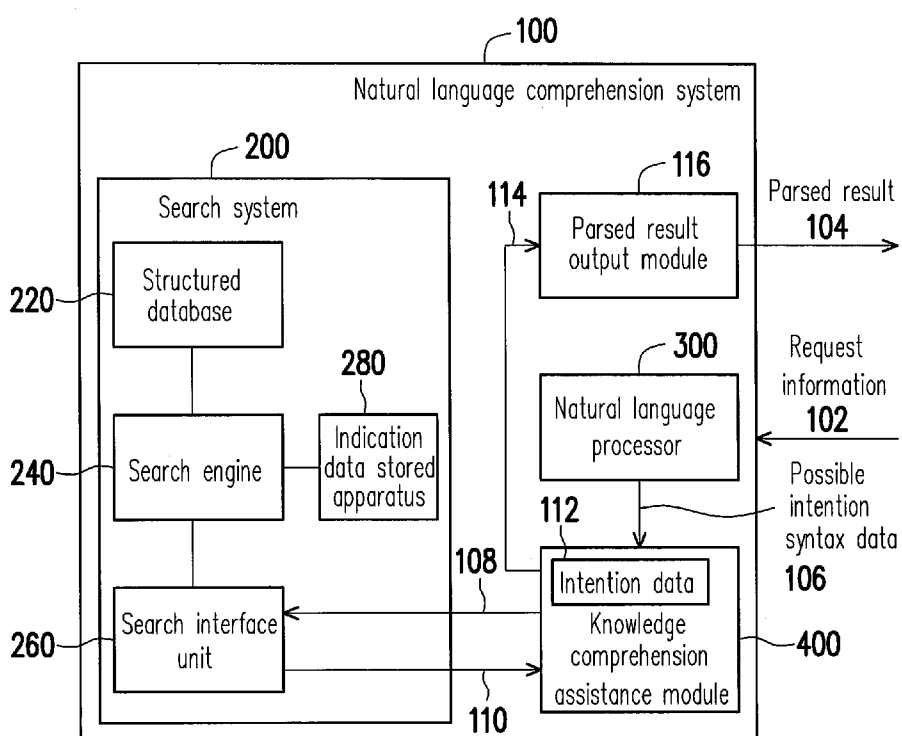 100
Natural language comprehension system
200
Search system
220
Structured
database
240
Search engine
280
Indication
data stored
apparatus
260
Search interface
unit
108
110
114
116
Parsed result
output module
Parsed result
104
300
Natural language
processor
Request
information
102
Possible
intention
syntax data
106
112
Intention data
Knowledge
comprehension
assistance module
400